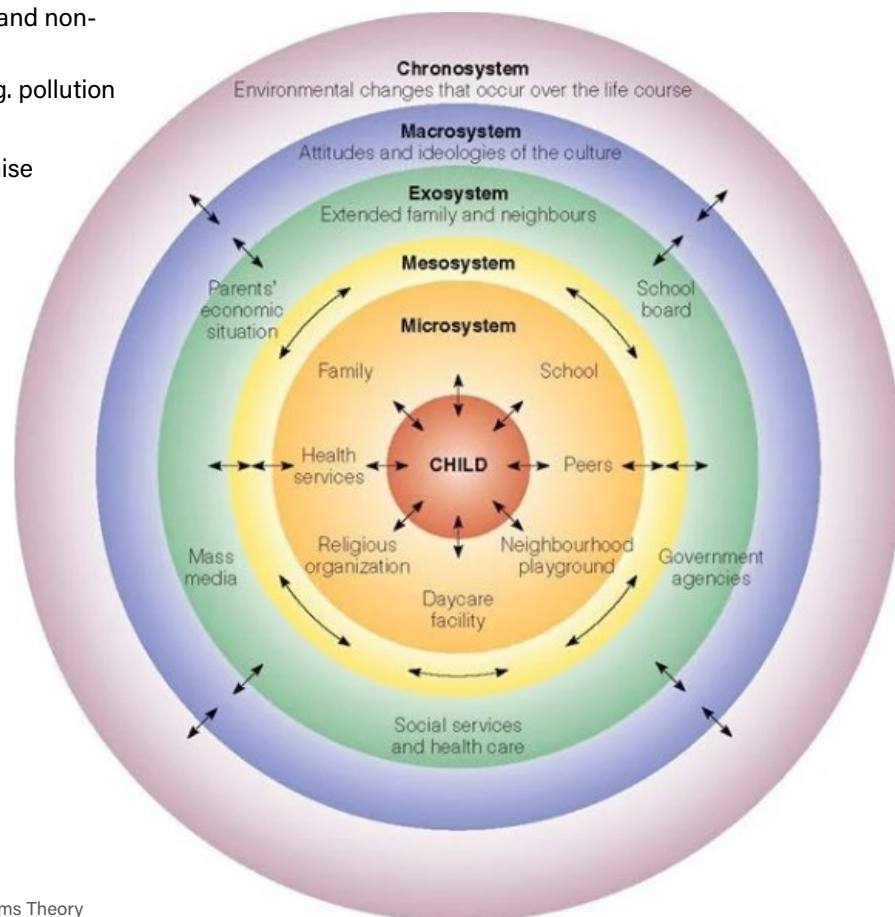 and non-
g. pollution
ise
Chronosystem
Environmental changes that occur over the life course
Macrosystem
Attitudes and ideologies of the culture
Exosystem
Extended family and neighbours
Mesosystem
Parents'
economic
situation
School
board
Microsystem
Family
School
Health
services
CHILD
Peers
Religious
organization
Neighbourhood
playground
Mass
media
Government
agencies
Daycare
facility
Social services
and health care
ms Theory